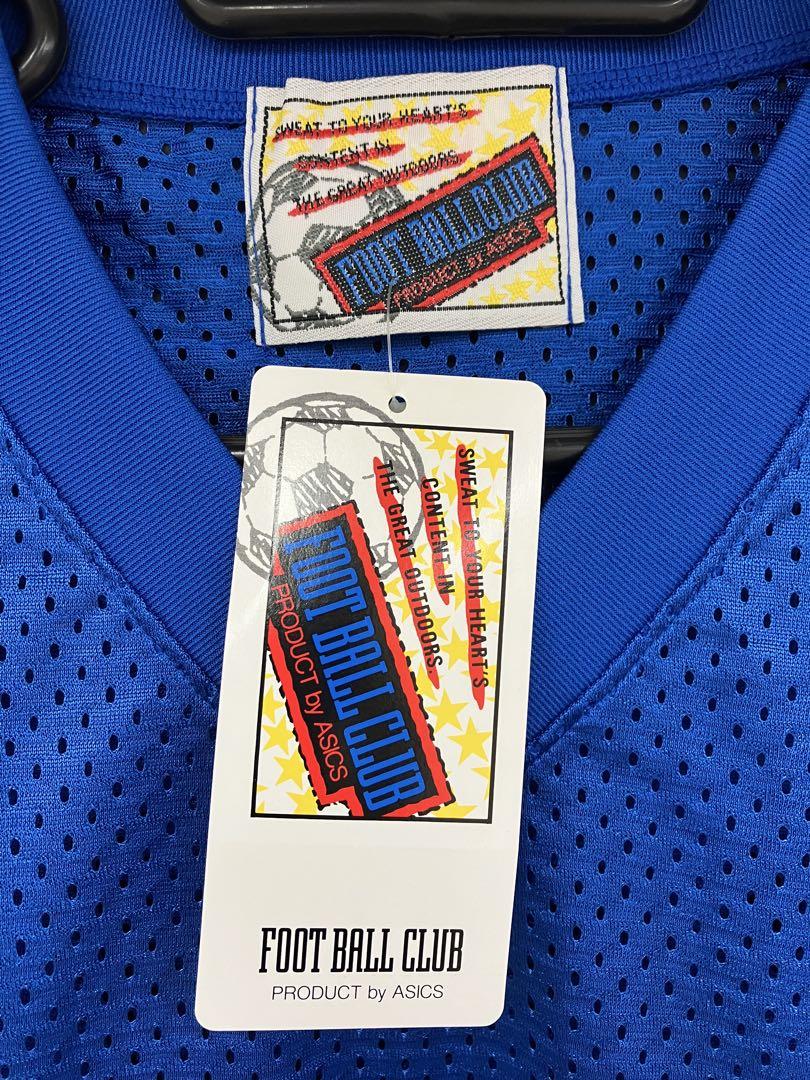 SWEAT TO YOUR HEART'S
CONTENT IN
THE GREAT OUTDOORS.
FOOT BALL CLUB
PRODUCT by ASICS
SWEAT TO YOUR HEART'S
CONTENT IN
THE GREAT OUTDOORS.
FOOT BALL CLUB
PRODUCT by ASICS
FOOT BALL CLUB
PRODUCT by ASICS